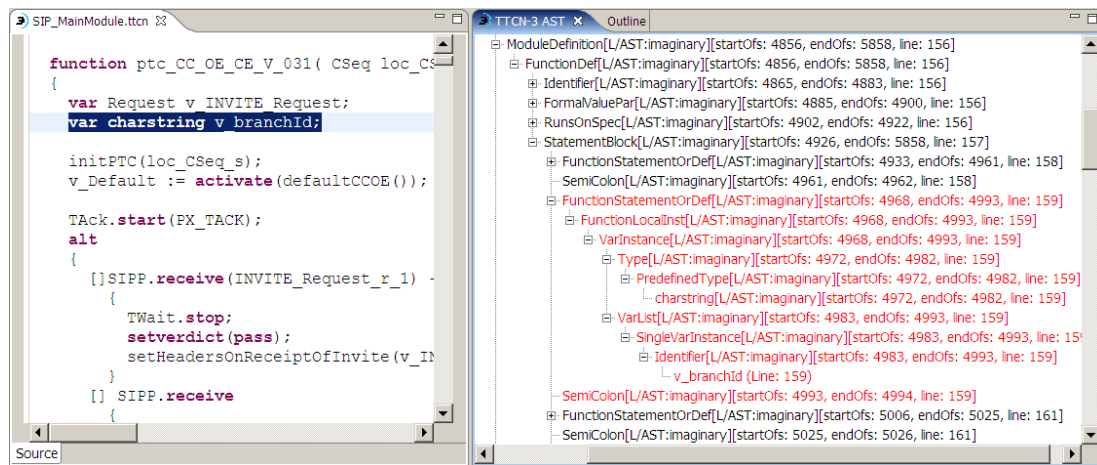 SIP_MainModule.ttcn
function ptc_CC_OE_CE_V_031( CSeq loc_CS
{
var Request v_INVITE_Request;
var charstring v_branchId;
initPTC(loc_CSeq_s);
v_Default := activate(defaultCCOE());
TAck.start(PX_TACK);
alt
{
[]SIPP.receive(INVITE_Request_r_1) -
{
TWait.stop;
setverdict(pass);
setHeadersOnReceiptOfInvite(v_IN
}
[] SIPP.receive
{
Source
TTCN-3 AST
Outline
ModuleDefinition[L/AST:imaginary][startOfs: 4856, endOfs: 5858, line: 156]
FunctionDef[L/AST:imaginary][startOfs: 4856, endOfs: 5858, line: 156]
Identifier[L/AST:imaginary][startOfs: 4865, endOfs: 4883, line: 156]
FormalValuePar[L/AST:imaginary][startOfs: 4885, endOfs: 4900, line: 156]
RunsOnSpec[L/AST:imaginary][startOfs: 4902, endOfs: 4922, line: 156]
StatementBlock[L/AST:imaginary][startOfs: 4926, endOfs: 5858, line: 157]
FunctionStatementOrDef[L/AST:imaginary][startOfs: 4933, endOfs: 4961, line: 158]
SemiColon[L/AST:imaginary][startOfs: 4961, endOfs: 4962, line: 158]
FunctionStatementOrDef[L/AST:imaginary][startOfs: 4968, endOfs: 4993, line: 159]
FunctionLocalInst[L/AST:imaginary][startOfs: 4968, endOfs: 4993, line: 159]
VarInstance[L/AST:imaginary][startOfs: 4968, endOfs: 4993, line: 159]
Type[L/AST:imaginary][startOfs: 4972, endOfs: 4982, line: 159]
PredefinedType[L/AST:imaginary][startOfs: 4972, endOfs: 4982, line: 159]
charstring[L/AST:imaginary][startOfs: 4972, endOfs: 4982, line: 159]
VarList[L/AST:imaginary][startOfs: 4983, endOfs: 4993, line: 159]
SingleVarInstance[L/AST:imaginary][startOfs: 4983, endOfs: 4993, line: 15
Identifier[L/AST:imaginary][startOfs: 4983, endOfs: 4993, line: 159]
v_branchId (Line: 159)
SemiColon[L/AST:imaginary][startOfs: 4993, endOfs: 4994, line: 159]
FunctionStatementOrDef[L/AST:imaginary][startOfs: 5006, endOfs: 5025, line: 161]
SemiColon[L/AST:imaginary][startOfs: 5025, endOfs: 5026, line: 161]